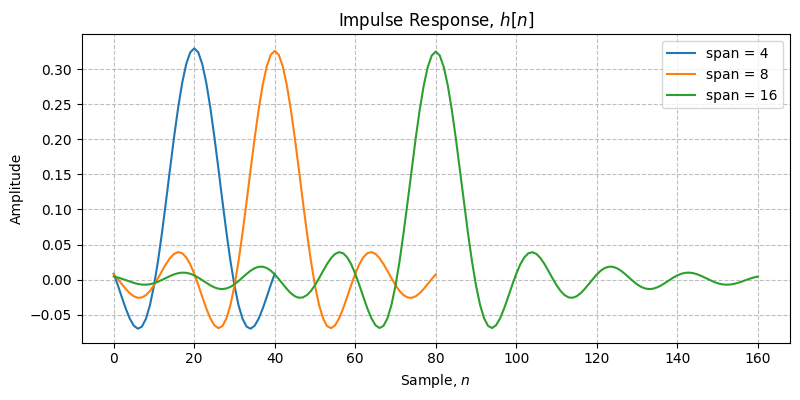 Impulse Response, h[n]
span = 4
span = 8
span = 16
Amplitude
0.30
0.25
0.20
0.15
0.10
0.05
0.00
−0.05
0 20 40 60 80 100 120 140 160
Sample, n